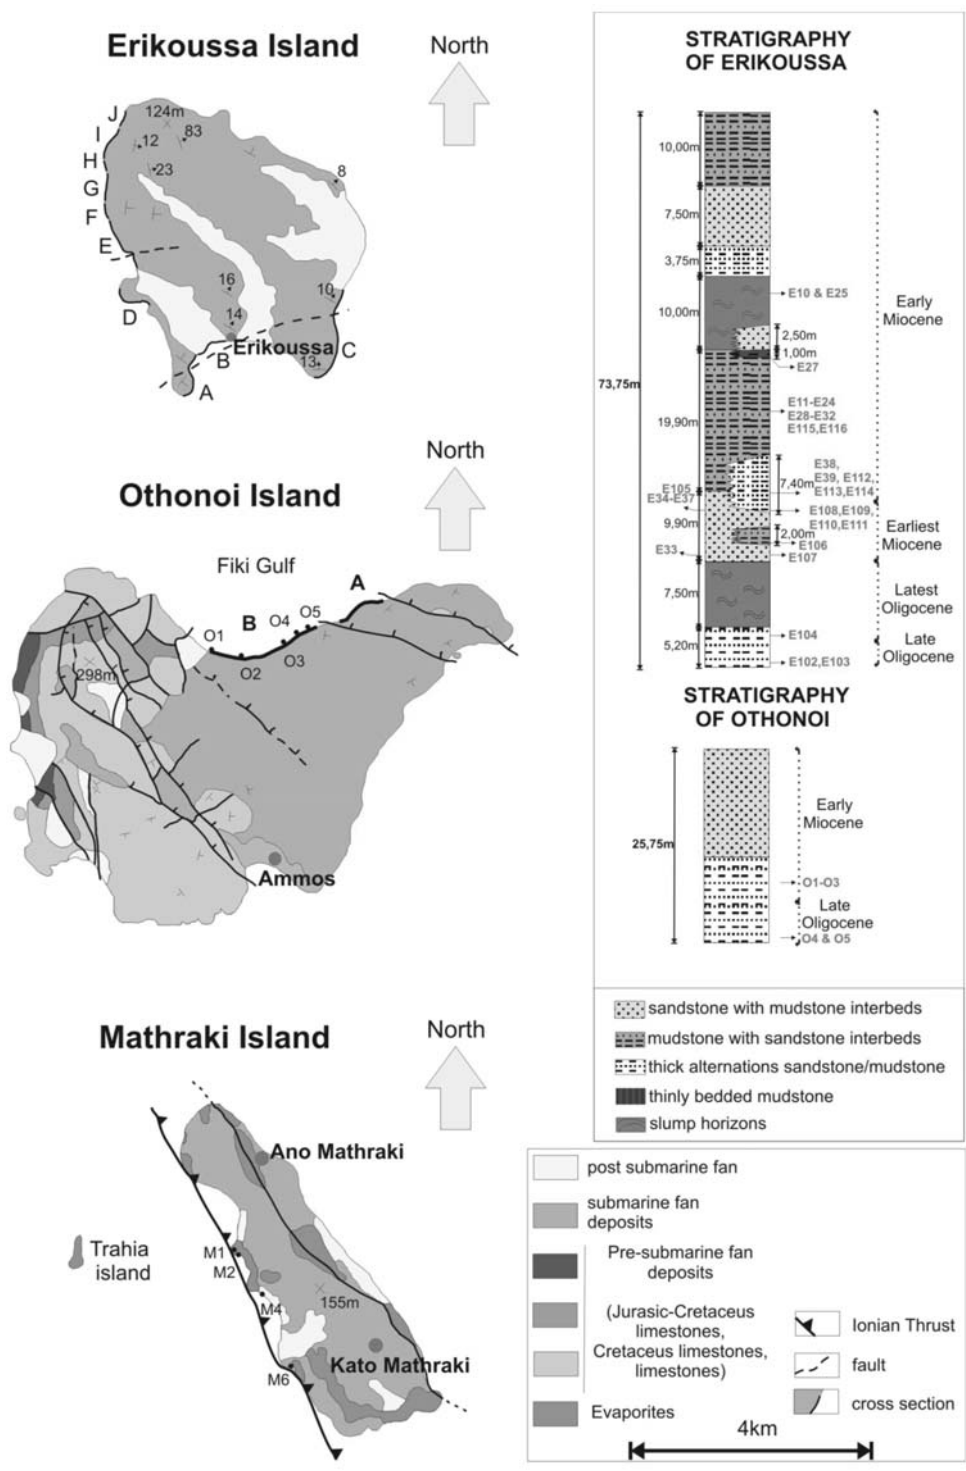 Erikoussa Island
North
J
124m
I
12
83
H
23
8
G
F
E
16
10
D
14
Erikoussa
B
C
13
A
North
Othonoi Island
Fiki Gulf
A
B
O5
O4
O1
O3
O2
298m
Ammos
Mathraki Island
North
Ano Mathraki
Trahia
island
M1
M2
155m
M4
Kato Mathraki
M6
STRATIGRAPHY
OF ERIKOUSSA
10,00m
7,50m
3,75m
E10 & E25
Early
Miocene
10,00m
2,50m
1,00m
E27
73,75m
E11-E24
E28-E32
E115,E116
19,90m
E38,
E39, E112,
E113,E114
7,40m
E105
E34-E37
E108,E109,
E110,E111
9,90m
Earliest
Miocene
2,00m
E106
E33
E107
7,50m
Latest
Oligocene
E104
5,20m
Late
Oligocene
E102,E103
STRATIGRAPHY
OF OTHONOI
Early
Miocene
25,75m
O1-O3
Late
Oligocene
O4 & O5
sandstone with mudstone interbeds
mudstone with sandstone interbeds
thick alternations sandstone/mudstone
thinly bedded mudstone
slump horizons
post submarine fan
submarine fan
deposits
Pre-submarine fan
deposits
(Jurasic-Cretaceus
limestones,
Cretaceus limestones,
limestones)
Evaporites
Ionian Thrust
fault
cross section
4km